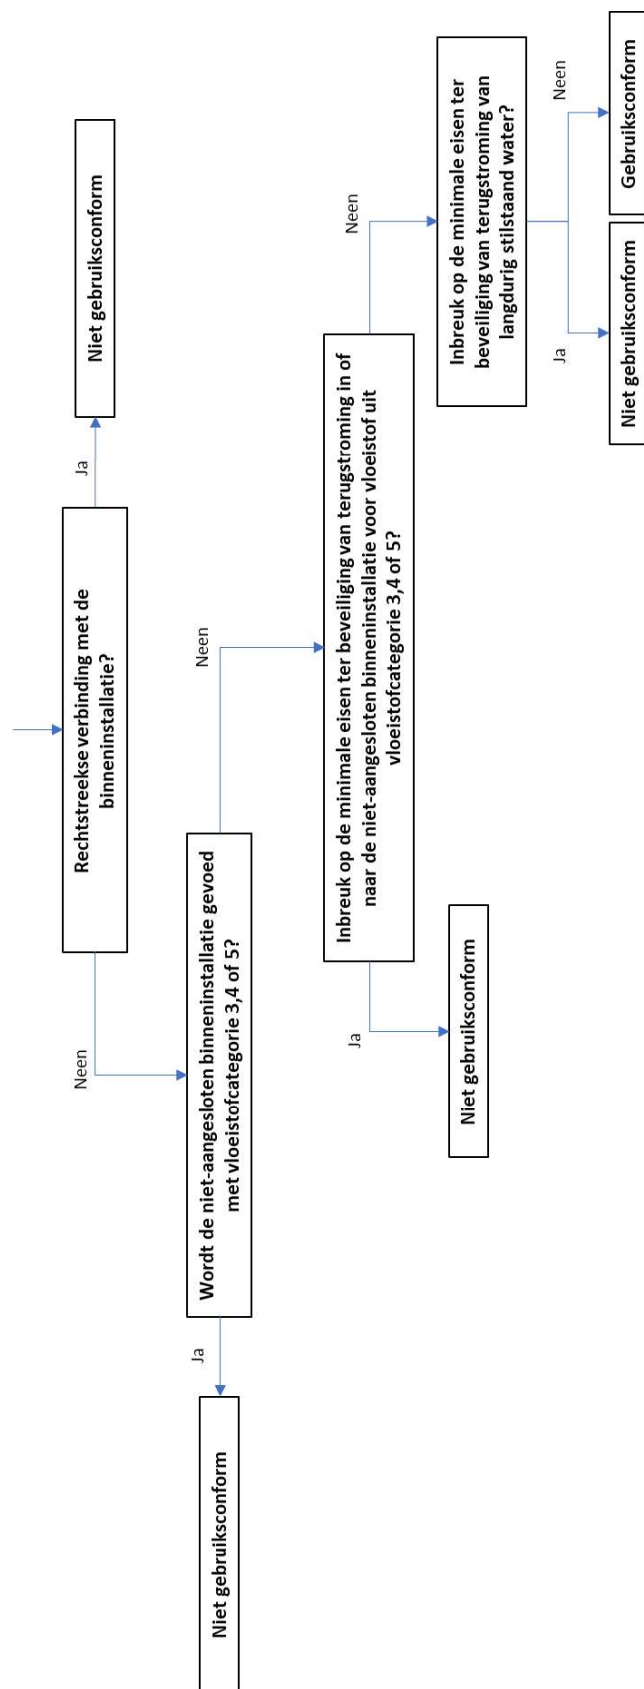 Rechtstreekse verbinding met de
binneninstallatie?
Ja
Niet gebruiksconform
Neen
Wordt de niet-aangesloten binneninstallatie gevoed
met vloeistofcategorie 3,4 of 5?
Ja
Niet gebruiksconform
Neen
Inbreuk op de minimale eisen ter beveiliging van terugstroming in of
naar de niet-aangesloten binneninstallatie voor vloeistof uit
vloeistofcategorie 3,4 of 5?
Ja
Niet gebruiksconform
Neen
Inbreuk op de minimale eisen ter
beveiliging van terugstroming van
langdurig stilstaand water?
Ja
Niet gebruiksconform
Neen
Gebruiksconform